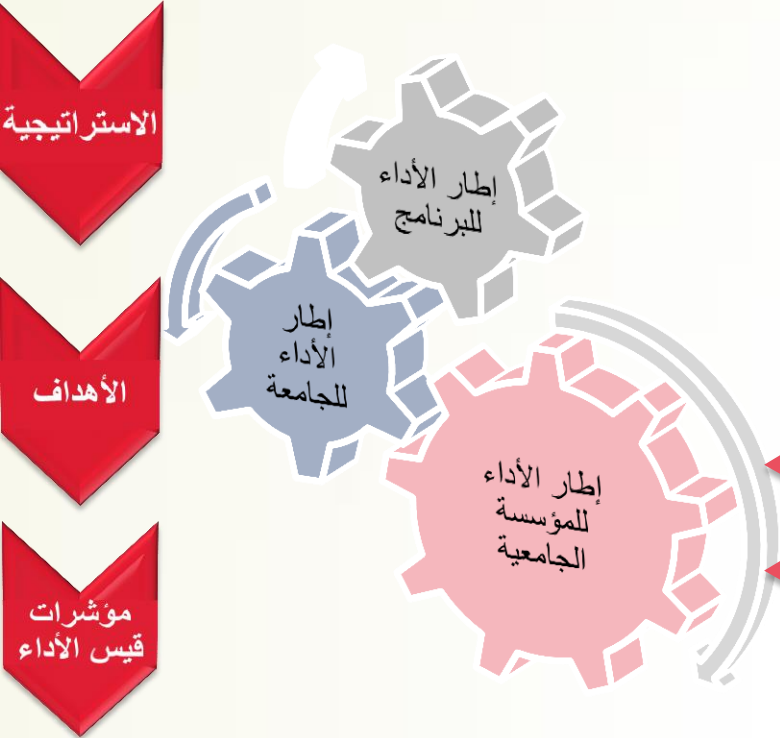 الاستراتيجية
الأهداف
مؤشرات
قيس الأداء
إطار الأداء
للبرنامج
إطار
الأداء
للجامعة
إطار الأداء
للمؤسسة
الجامعية